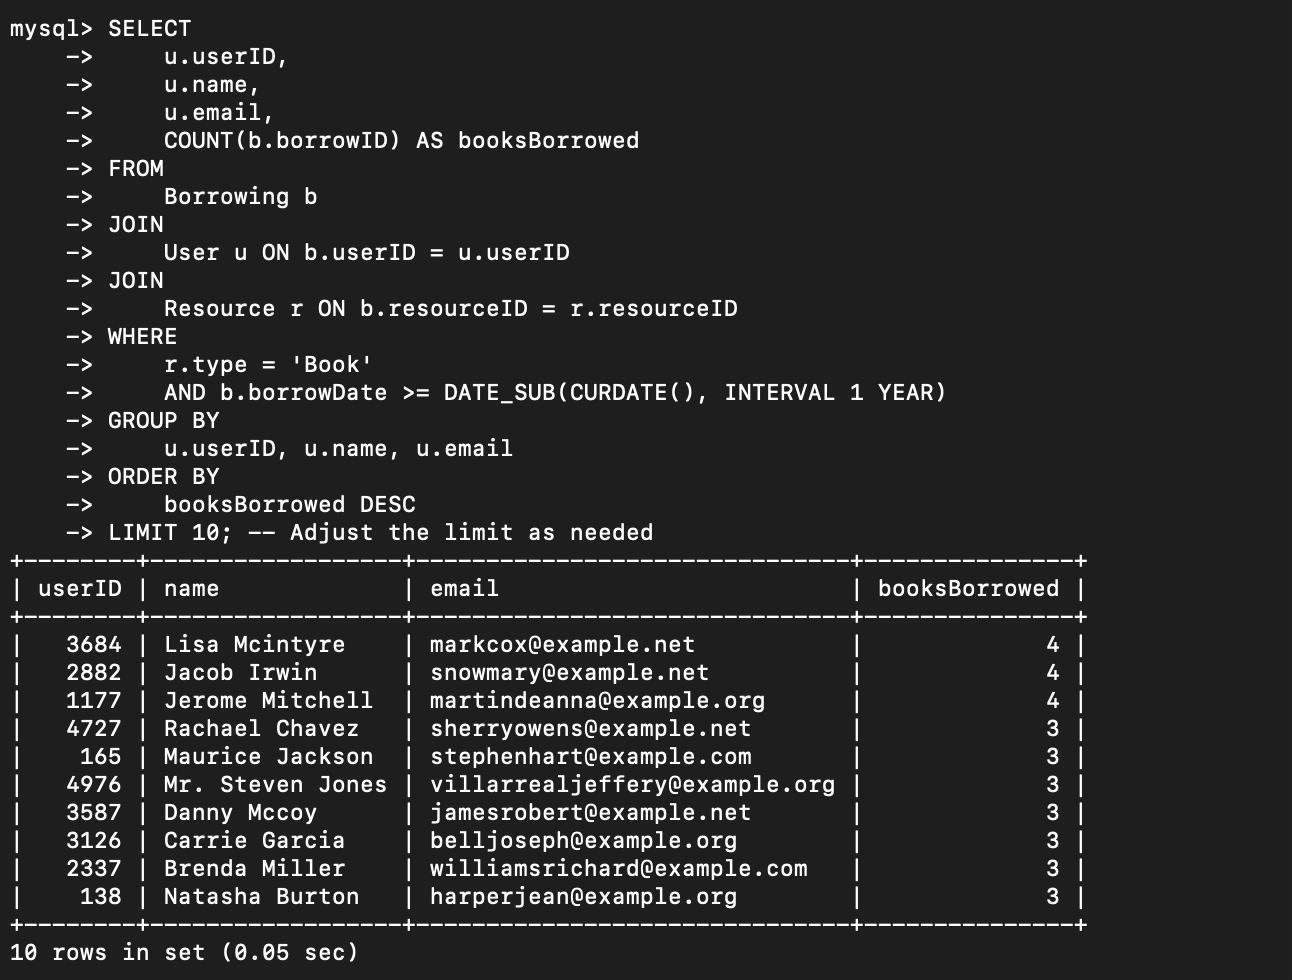 mysql> SELECT
    ->     u.userID,
    ->     u.name,
    ->     u.email,
    ->     COUNT(b.borrowID) AS booksBorrowed
    -> FROM
    ->     Borrowing b
    -> JOIN
    ->     User u ON b.userID = u.userID
    -> JOIN
    ->     Resource r ON b.resourceID = r.resourceID
    -> WHERE
    ->     r.type = 'Book'
    ->     AND b.borrowDate >= DATE_SUB(CURDATE(), INTERVAL 1 YEAR)
    -> GROUP BY
    ->     u.userID, u.name, u.email
    -> ORDER BY
    ->     booksBorrowed DESC
    -> LIMIT 10; -- Adjust the limit as needed
+--------+------------------+-------------------------------+---------------+
| userID | name             | email                         | booksBorrowed |
+--------+------------------+-------------------------------+---------------+
|   3684 | Lisa Mcintyre    | markcox@example.net           |             4 |
|   2882 | Jacob Irwin      | snowmary@example.net          |             4 |
|   1177 | Jerome Mitchell  | martindeanna@example.org      |             4 |
|   4727 | Rachael Chavez   | sherryowens@example.net       |             3 |
|    165 | Maurice Jackson  | stephenhart@example.com       |             3 |
|   4976 | Mr. Steven Jones | villarrealjeffery@example.org |             3 |
|   3587 | Danny Mccoy      | jamesrobert@example.net       |             3 |
|   3126 | Carrie Garcia    | belljoseph@example.org        |             3 |
|   2337 | Brenda Miller    | williamsrichard@example.com   |             3 |
|    138 | Natasha Burton   | harperjean@example.org        |             3 |
+--------+------------------+-------------------------------+---------------+
10 rows in set (0.05 sec)